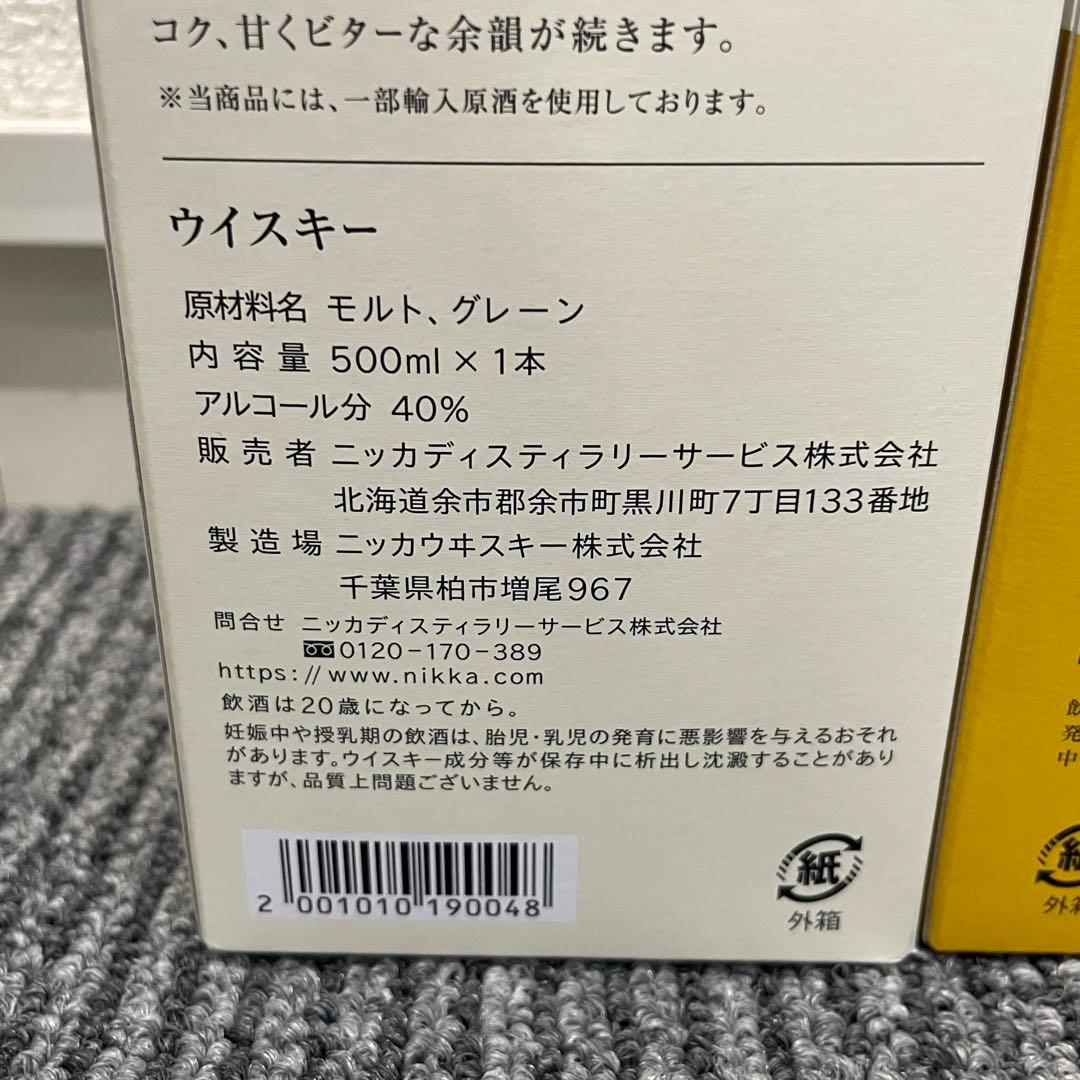 コク、甘くビターな余韻が続きます。
※当商品には、一部輸入原酒を使用しております。
ウイスキー
原材料名 モルト、グレーン
内容量 500ml×1本
アルコール分 40%
販売者 ニッカディスティラリーサービス株式会社
北海道余市郡余市町黒川町7丁目133番地
製造場 ニッカウヰスキー株式会社
千葉県柏市増尾967
問合せ ニッカディスティラリーサービス株式会社
0120-170-389
https://www.nikka.com
飲酒は20歳になってから。
妊娠中や授乳期の飲酒は、胎児・乳児の発育に悪影響を与えるおそれ
があります。ウイスキー成分等が保存中に析出し沈澱することがあり
ますが、品質上問題ございません。
2 001010 190048
紙
外箱
発
中